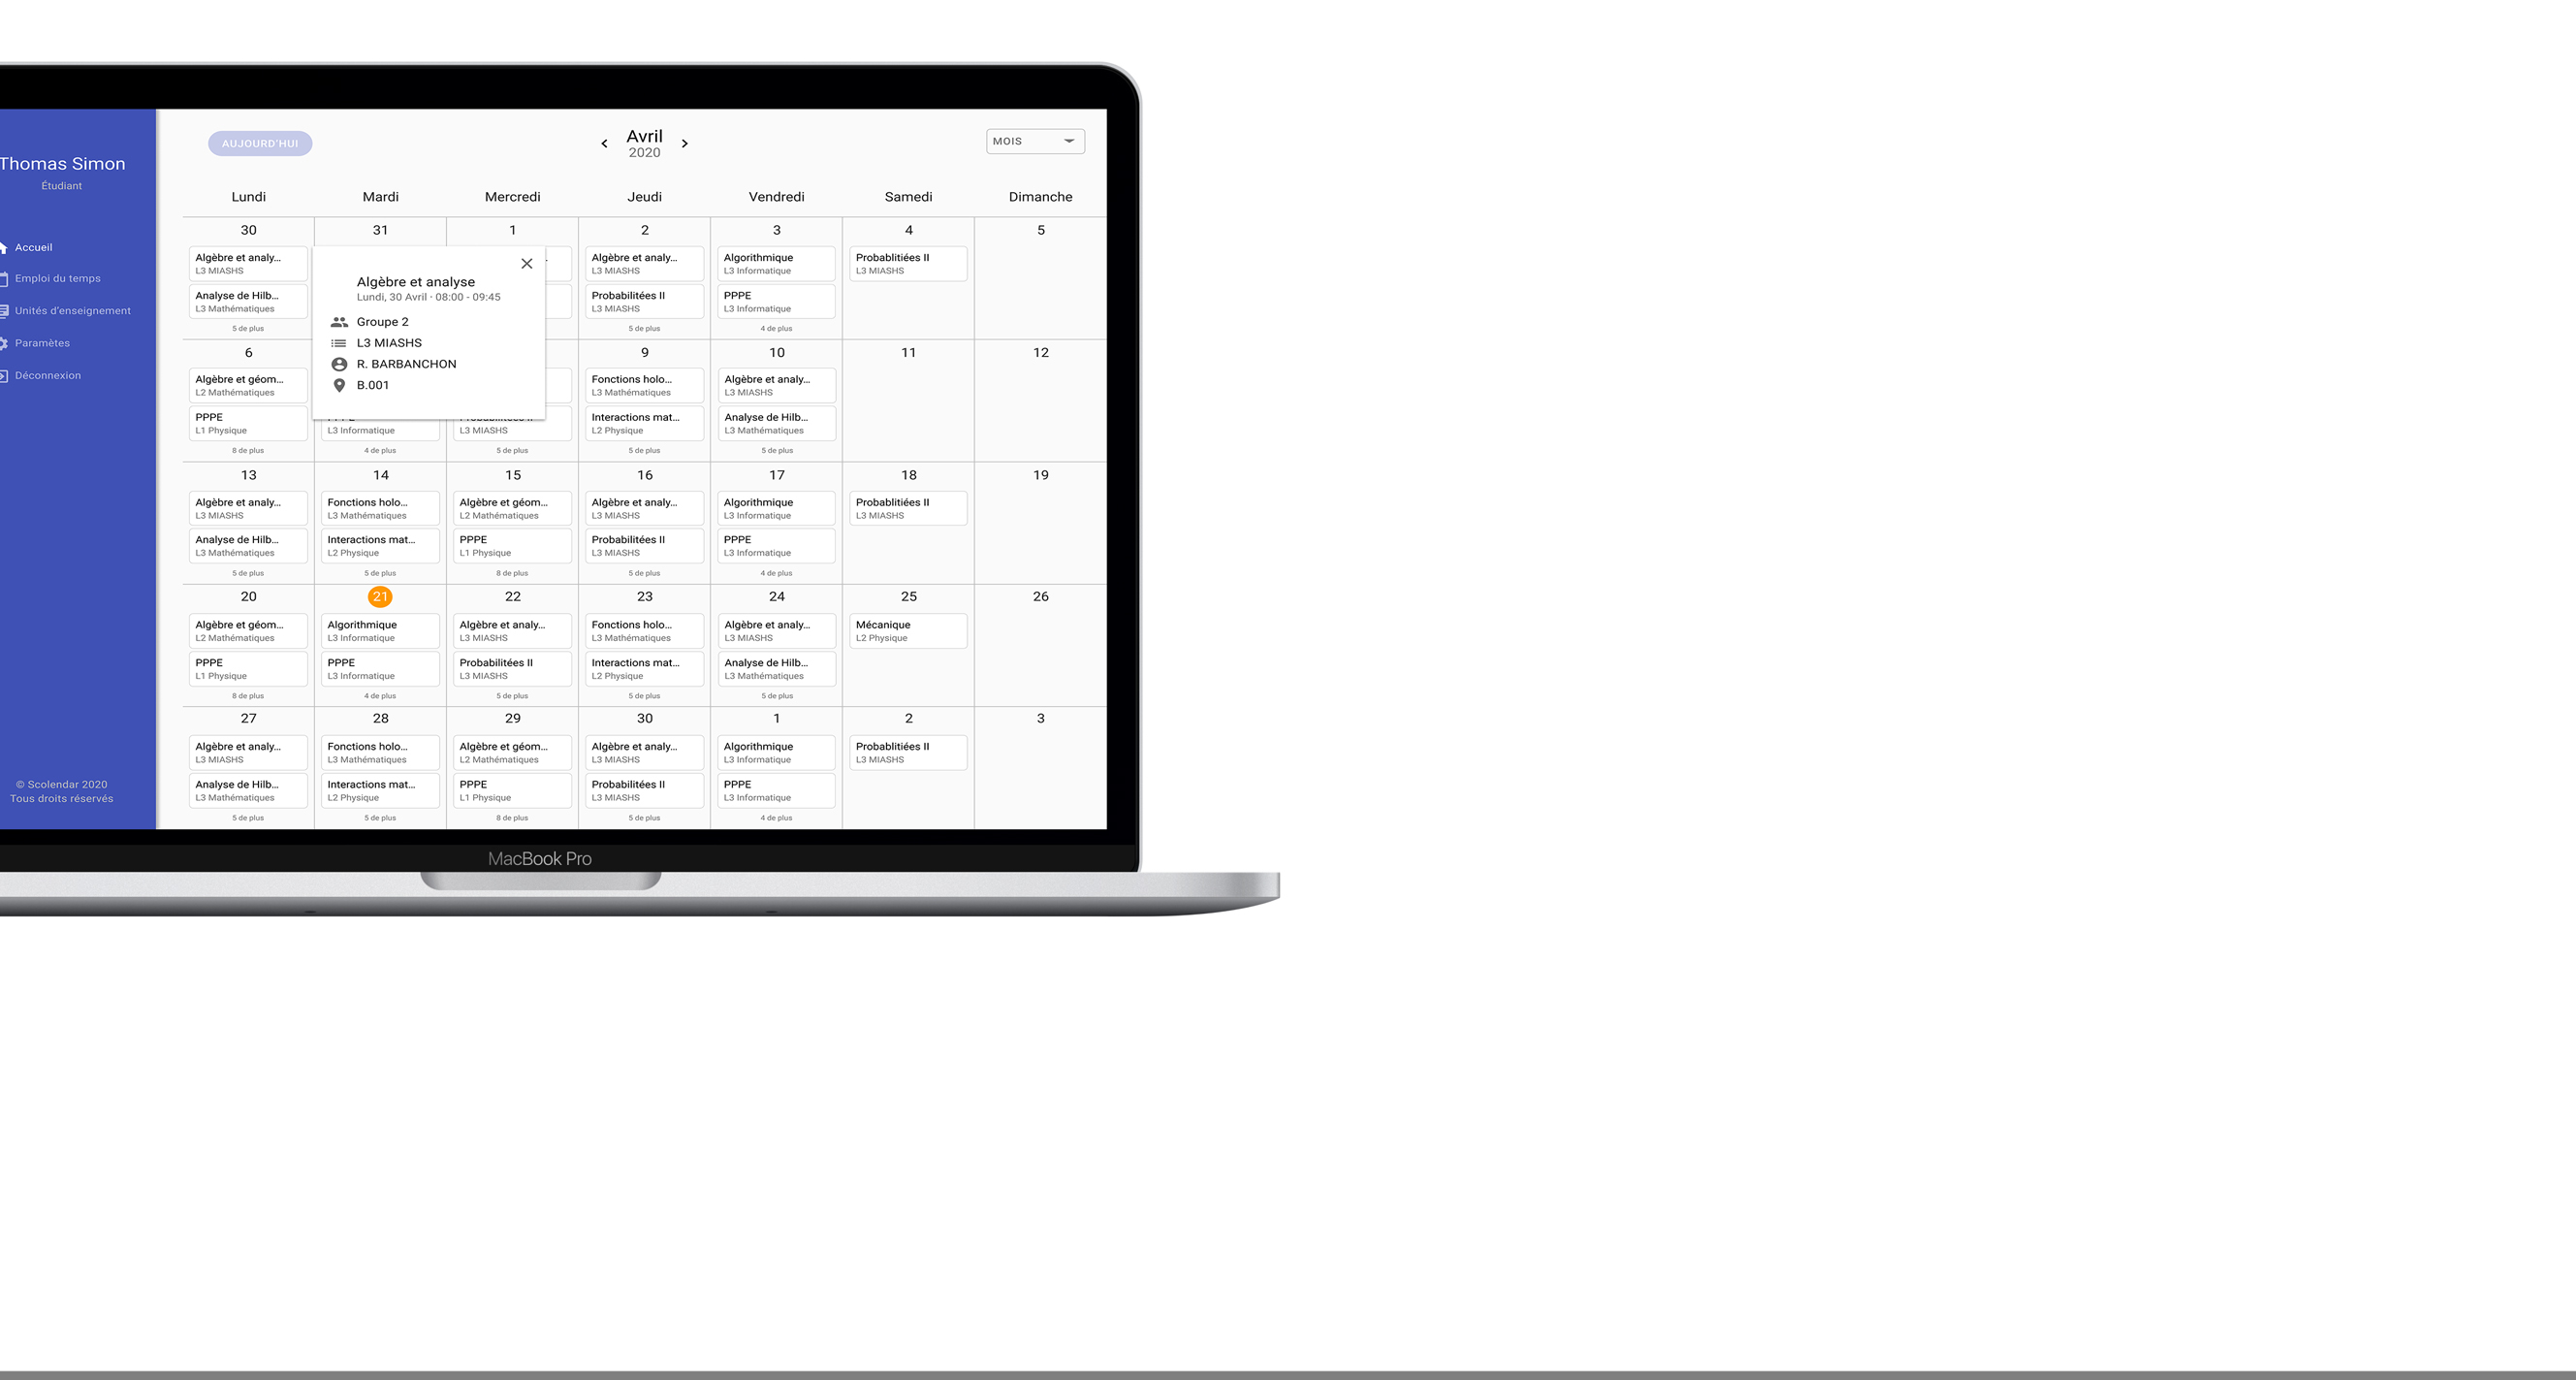 Thomas Simon
Étudiant
Accueil
Emploi du temps
Unités d'enseignement
Paramètres
Déconnexion
© Scolendar 2020
Tous droits réservés
AUJOURD'HUI
Avril
2020
MOIS
Lundi Mardi Mercredi Jeudi Vendredi Samedi Dimanche
30 31 1 2 3 4 5
Algèbre et analy... Algèbre et analy... Algorithmique Probablitiées II
L3 MIASHS L3 MIASHS L3 Informatique L3 MIASHS
Analyse de Hilb... Probabilitées II PPPE
L3 Mathématiques L3 MIASHS L3 Informatique
5 de plus 5 de plus 4 de plus
Algèbre et analyse
Lundi, 30 Avril · 08:00 - 09:45
Groupe 2
L3 MIASHS
R. BARBANCHON
B.001
6 9 10 11 12
Algèbre et géom... Fonctions holo... Algèbre et analy...
L2 Mathématiques L3 Mathématiques L3 MIASHS
PPPE Interactions mat... Analyse de Hilb...
L1 Physique L3 Informatique L3 MIASHS L2 Physique L3 Mathématiques
8 de plus 4 de plus 5 de plus 5 de plus 5 de plus
13 14 15 16 17 18 19
Algèbre et analy... Fonctions holo... Algèbre et géom... Algèbre et analy... Algorithmique Probablitiées II
L3 MIASHS L3 Mathématiques L2 Mathématiques L3 MIASHS L3 Informatique L3 MIASHS
Analyse de Hilb... Interactions mat... PPPE Probabilitées II PPPE
L3 Mathématiques L2 Physique L1 Physique L3 MIASHS L3 Informatique
5 de plus 5 de plus 8 de plus 5 de plus 4 de plus
20 21 22 23 24 25 26
Algèbre et géom... Algorithmique Algèbre et analy... Fonctions holo... Algèbre et analy... Mécanique
L2 Mathématiques L3 Informatique L3 MIASHS L3 Mathématiques L3 MIASHS L2 Physique
PPPE PPPE Probabilitées II Interactions mat... Analyse de Hilb...
L1 Physique L3 Informatique L3 MIASHS L2 Physique L3 Mathématiques
8 de plus 4 de plus 5 de plus 5 de plus 5 de plus
27 28 29 30 1 2 3
Algèbre et analy... Fonctions holo... Algèbre et géom... Algèbre et analy... Algorithmique Probablitiées II
L3 MIASHS L3 Mathématiques L2 Mathématiques L3 MIASHS L3 Informatique L3 MIASHS
Analyse de Hilb... Interactions mat... PPPE Probabilitées II PPPE
L3 Mathématiques L2 Physique L1 Physique L3 MIASHS L3 Informatique
5 de plus 5 de plus 8 de plus 5 de plus 4 de plus
MacBook Pro